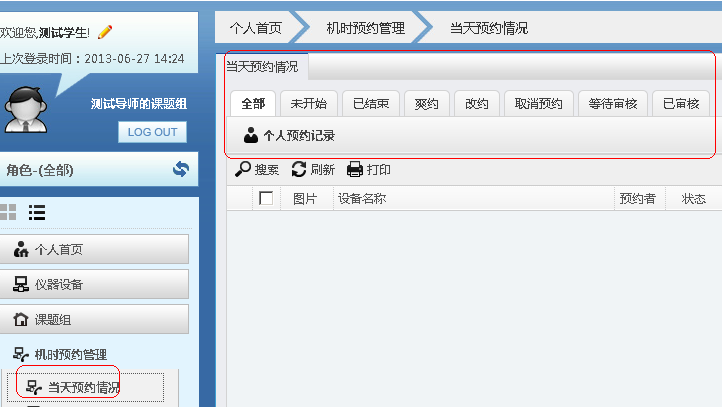 欢迎您,测试学生!
上次登录时间：2013-06-27 14:24
测试导师的课题组
LOG OUT
角色-(全部)
个人首页
仪器设备
课题组
机时预约管理
当天预约情况
个人首页 机时预约管理 当天预约情况
当天预约情况
全部 未开始 已结束 爽约 改约 取消预约 等待审核 已审核
个人预约记录
搜索 刷新 打印
图片 设备名称 预约者 状态